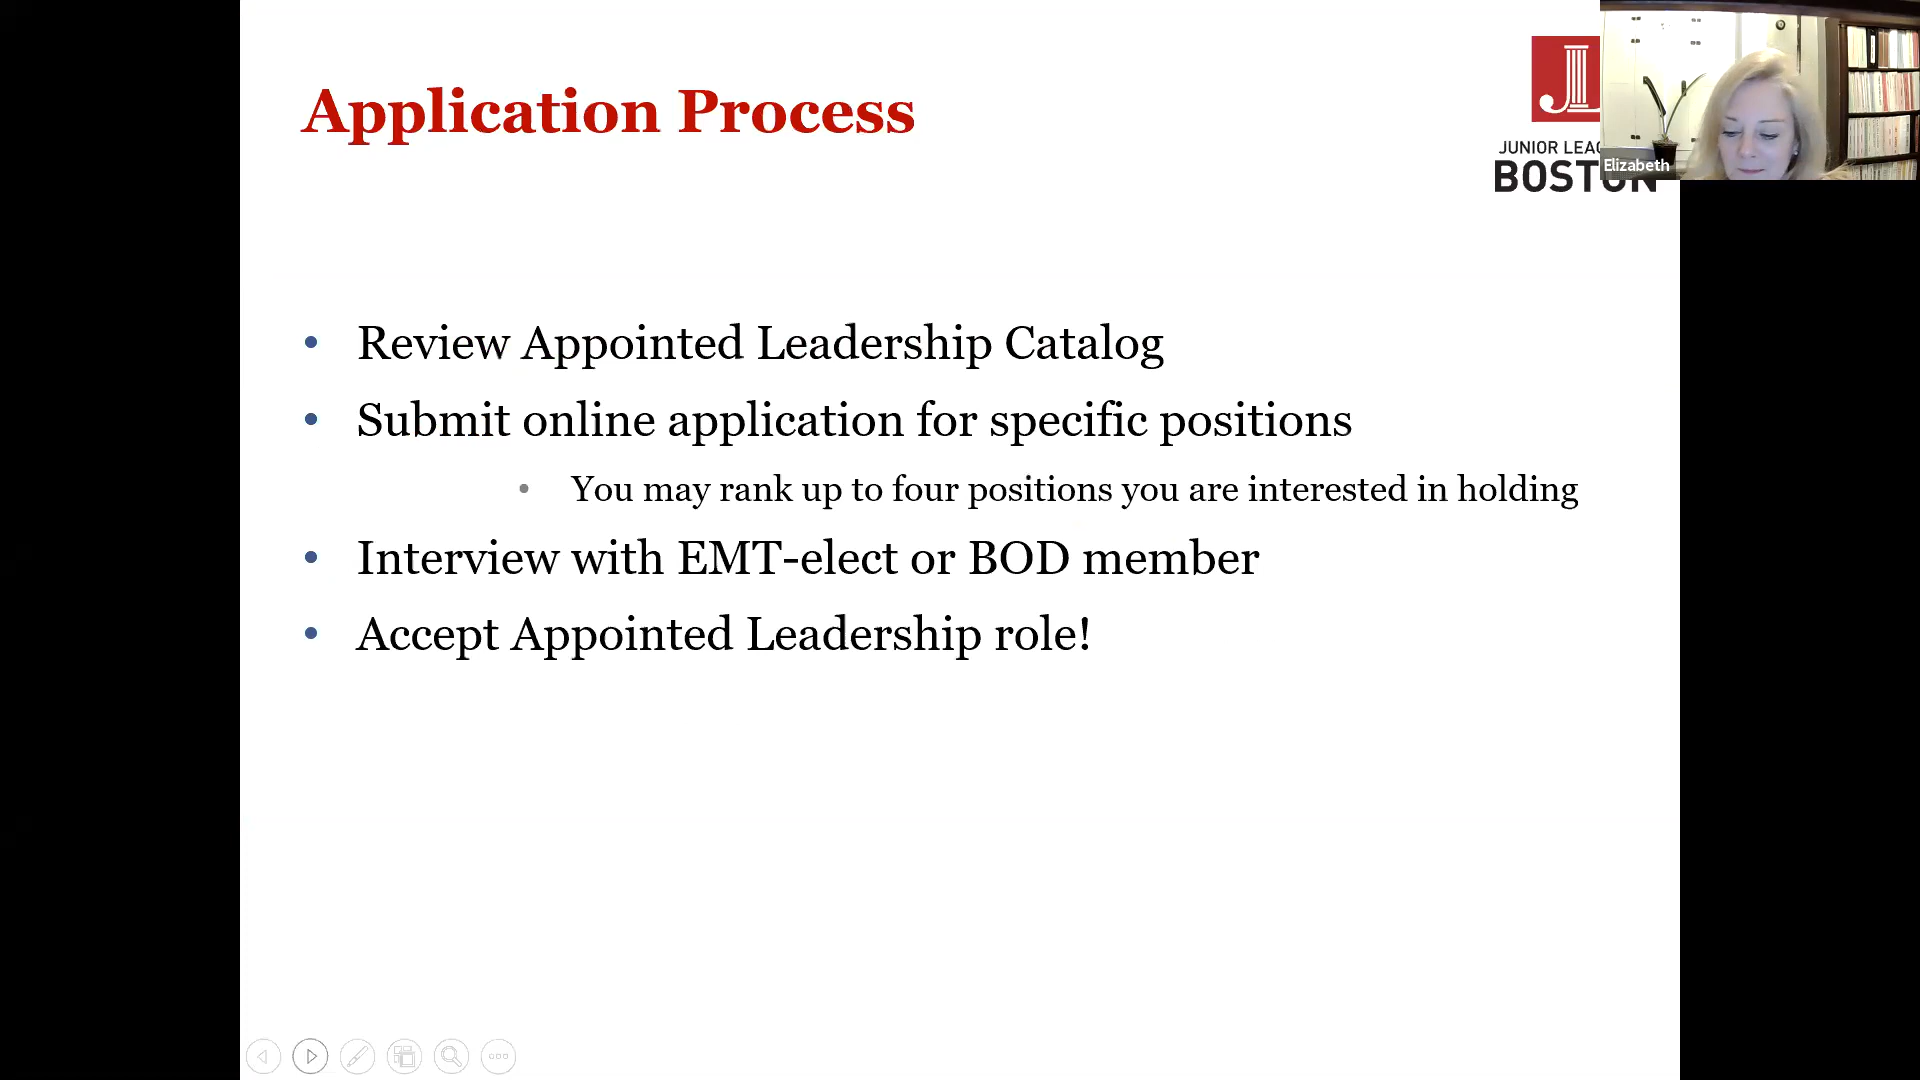 Application Process
JUNIOR LEAG
BOSTON
Elizabeth
• Review Appointed Leadership Catalog
• Submit online application for specific positions
• You may rank up to four positions you are interested in holding
• Interview with EMT-elect or BOD member
• Accept Appointed Leadership role!